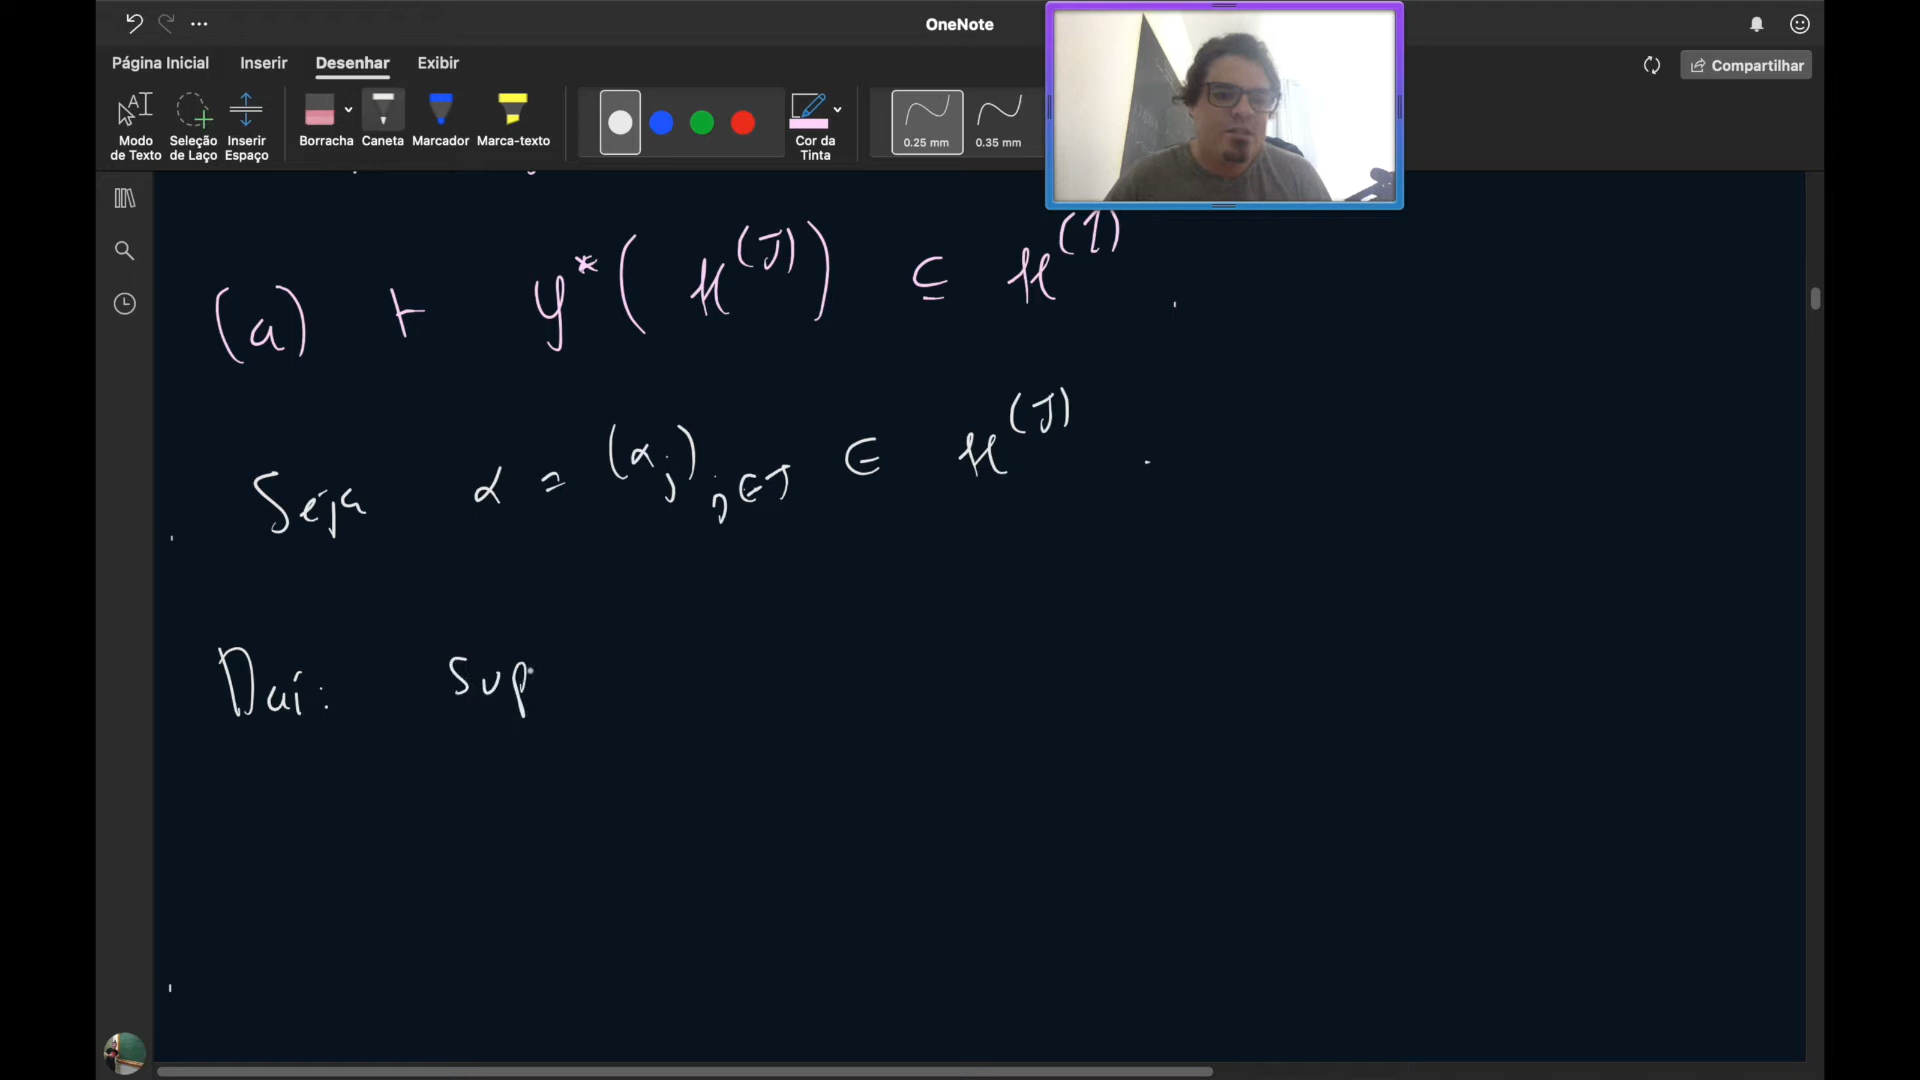 OneNote
Página Inicial Inserir Desenhar Exibir
Compartilhar
Modo de Texto
Seleção de Laço
Inserir Espaço
Borracha
Caneta
Marcador
Marca-texto
Cor da Tinta
0.25 mm
0.35 mm
(a) ⊢ φ*( K^(J) ) ⊆ K^(I) .
Seja α = (α_j)_{j∈J} ∈ K^(J) .
Daí: Sup